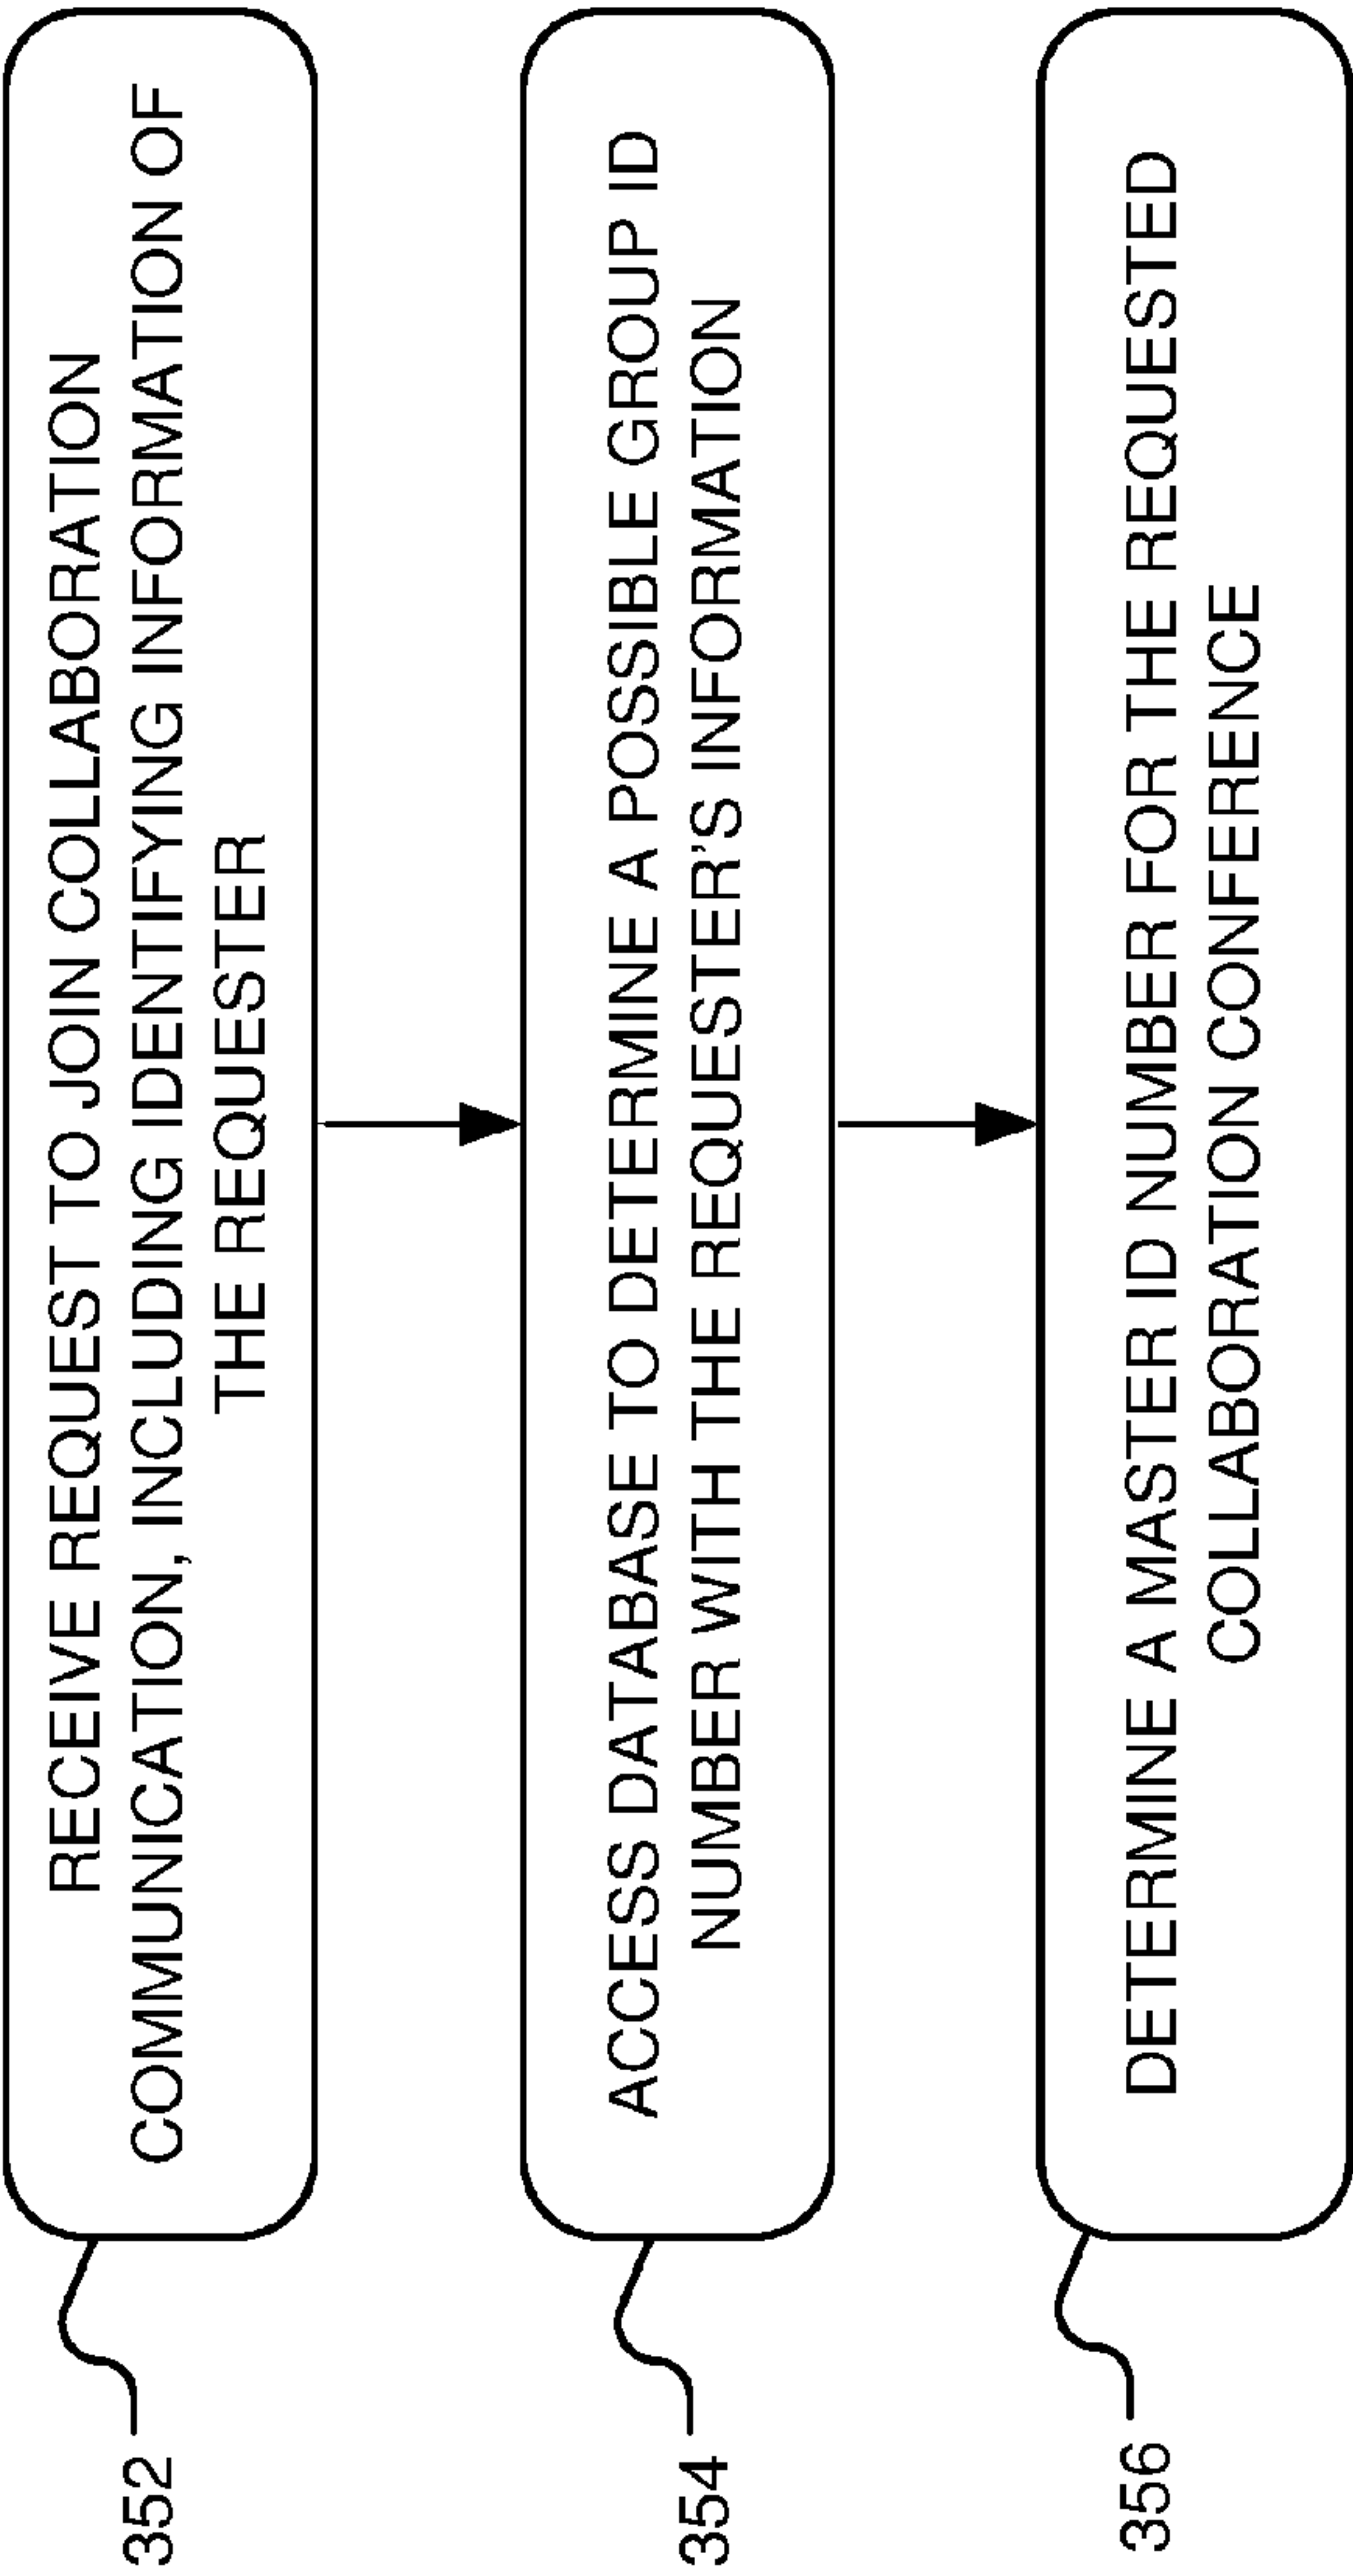 352
RECEIVE REQUEST TO JOIN COLLABORATION
COMMUNICATION, INCLUDING IDENTIFYING INFORMATION OF
THE REQUESTER
354
ACCESS DATABASE TO DETERMINE A POSSIBLE GROUP ID
NUMBER WITH THE REQUESTER'S INFORMATION
356
DETERMINE A MASTER ID NUMBER FOR THE REQUESTED
COLLABORATION CONFERENCE